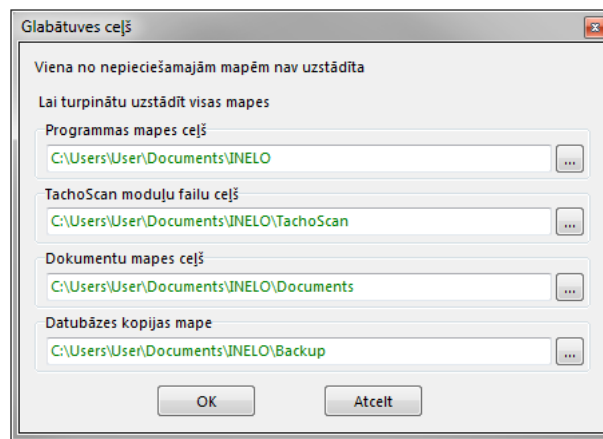 Glabātuves ceļš
Viena no nepieciešamajām mapēm nav uzstādīta
Lai turpinātu uzstādīt visas mapes
Programmas mapes ceļš
C:\Users\User\Documents\INELO
...
TachoScan moduļu failu ceļš
C:\Users\User\Documents\INELO\TachoScan
...
Dokumentu mapes ceļš
C:\Users\User\Documents\INELO\Documents
...
Datubāzes kopijas mape
C:\Users\User\Documents\INELO\Backup
...
OK Atcelt